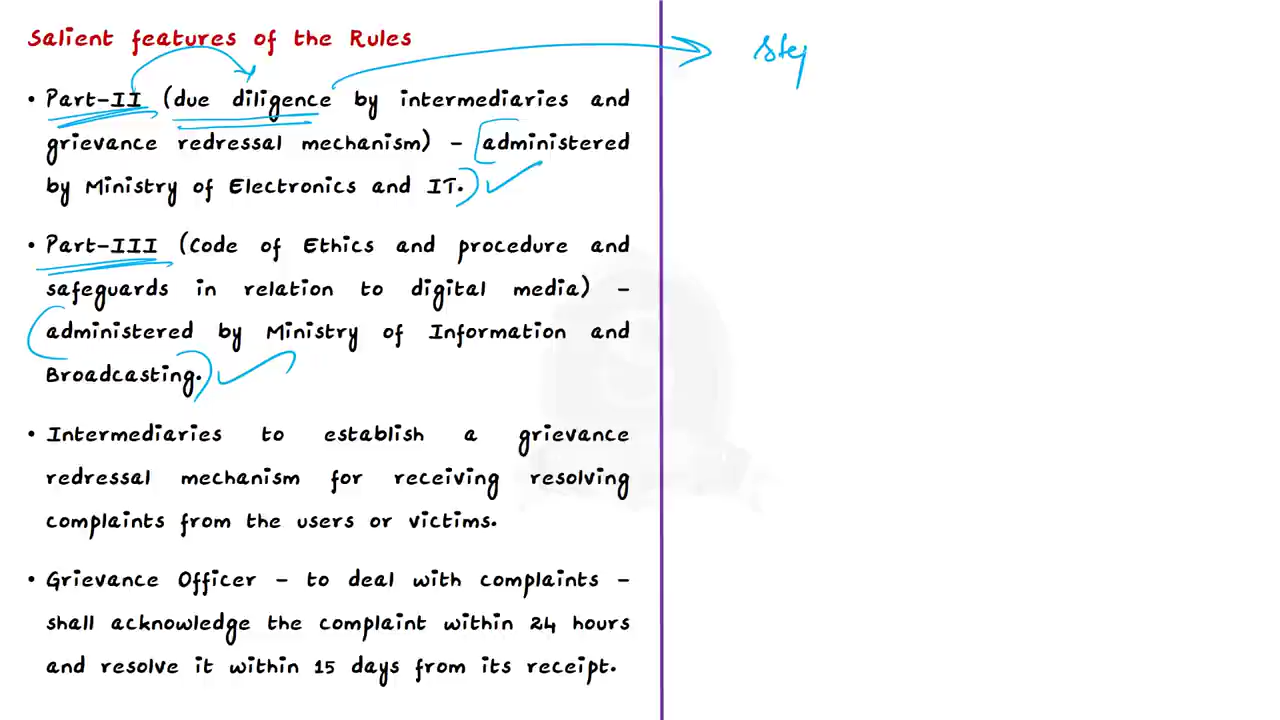 Salient features of the Rules
• Part-II (due diligence by intermediaries and
grievance redressal mechanism) - administered
by Ministry of Electronics and IT.
• Part-III (Code of Ethics and procedure and
safeguards in relation to digital media) -
administered by Ministry of Information and
Broadcasting.
• Intermediaries to establish a grievance
redressal mechanism for receiving resolving
complaints from the users or victims.
• Grievance Officer - to deal with complaints -
shall acknowledge the complaint within 24 hours
and resolve it within 15 days from its receipt.